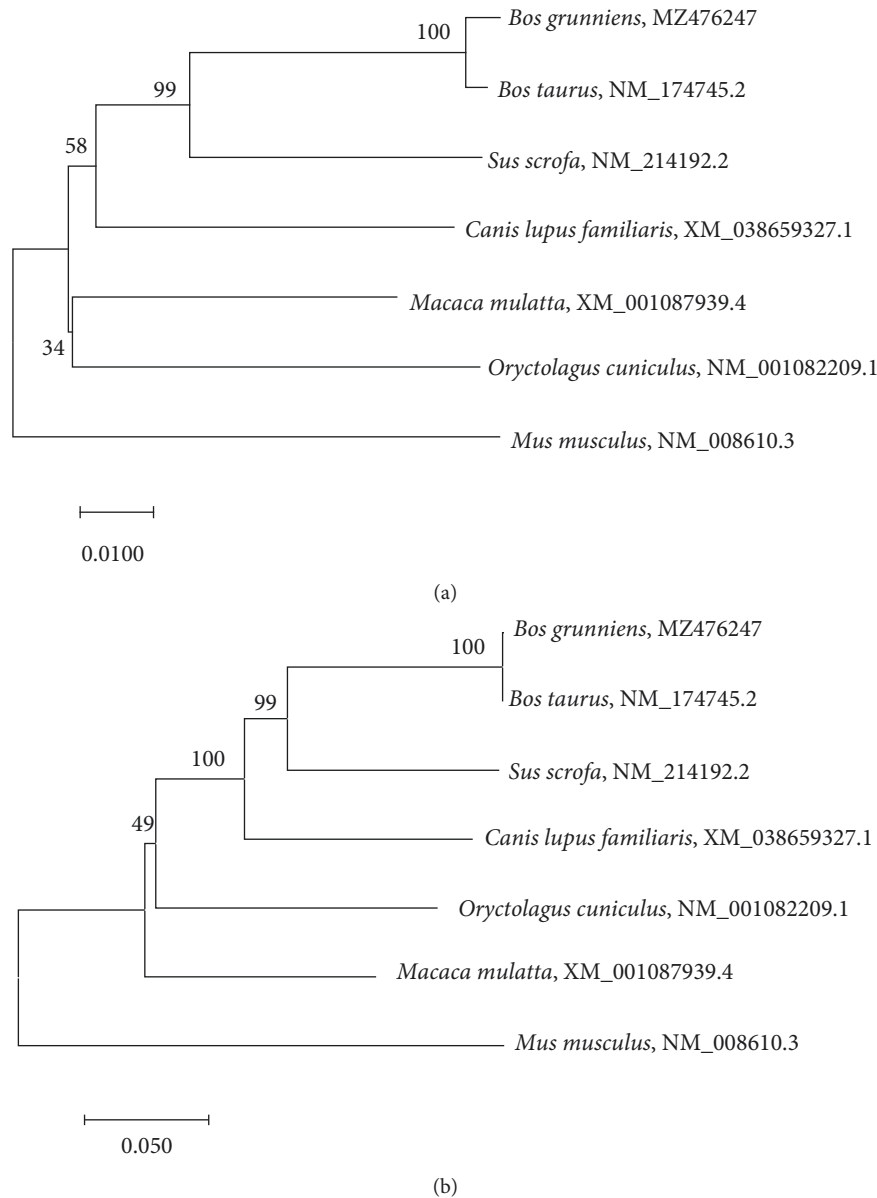 100
Bos grunniens, MZ476247
99
Bos taurus, NM_174745.2
58
Sus scrofa, NM_214192.2
Canis lupus familiaris, XM_038659327.1
Macaca mulatta, XM_001087939.4
34
Oryctolagus cuniculus, NM_001082209.1
Mus musculus, NM_008610.3
0.0100
(a)
100
Bos grunniens, MZ476247
99
Bos taurus, NM_174745.2
100
Sus scrofa, NM_214192.2
49
Canis lupus familiaris, XM_038659327.1
Oryctolagus cuniculus, NM_001082209.1
Macaca mulatta, XM_001087939.4
Mus musculus, NM_008610.3
0.050
(b)